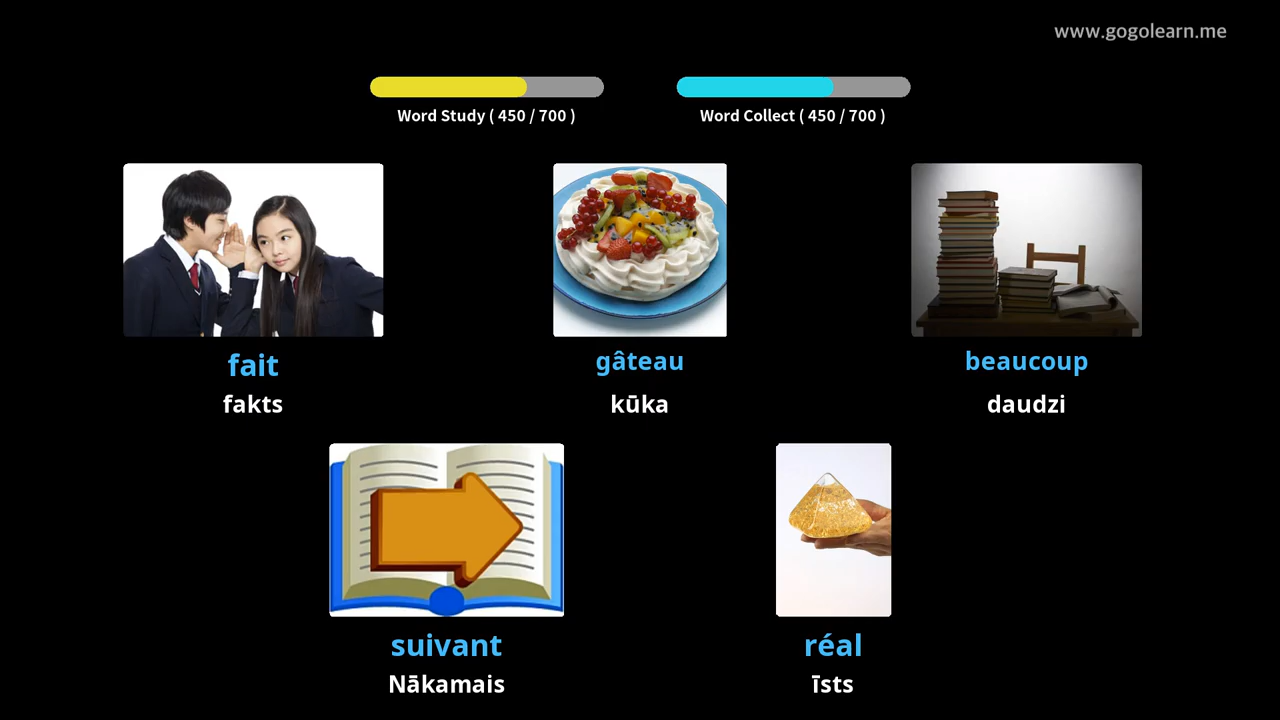 www.gogolearn.me
Word Study ( 450 / 700 )
Word Collect ( 450 / 700 )
fait
fakts
gâteau
kūka
beaucoup
daudzi
suivant
Nākamais
réal
īsts